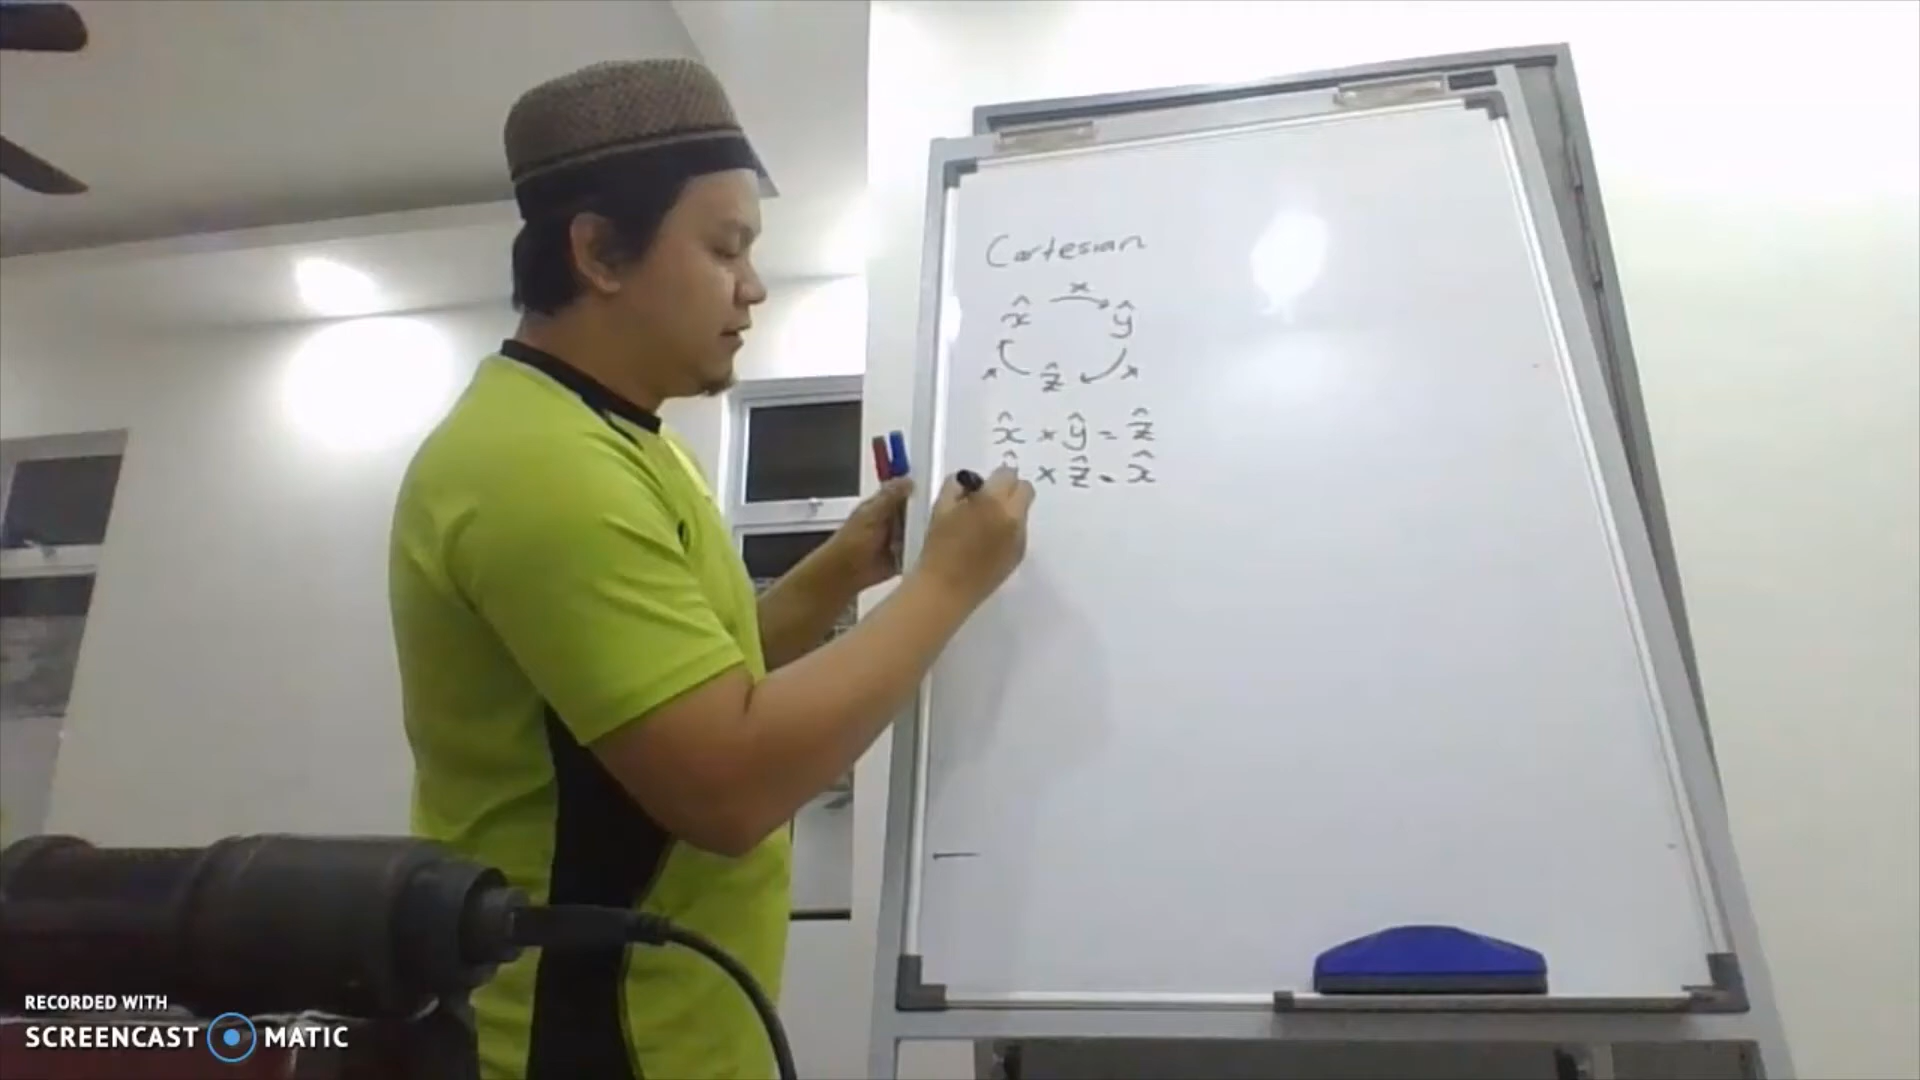 Cartesian
×
x̂ ŷ
× ẑ ×
x̂ × ŷ = ẑ
ŷ × ẑ = x̂
RECORDED WITH
SCREENCAST MATIC